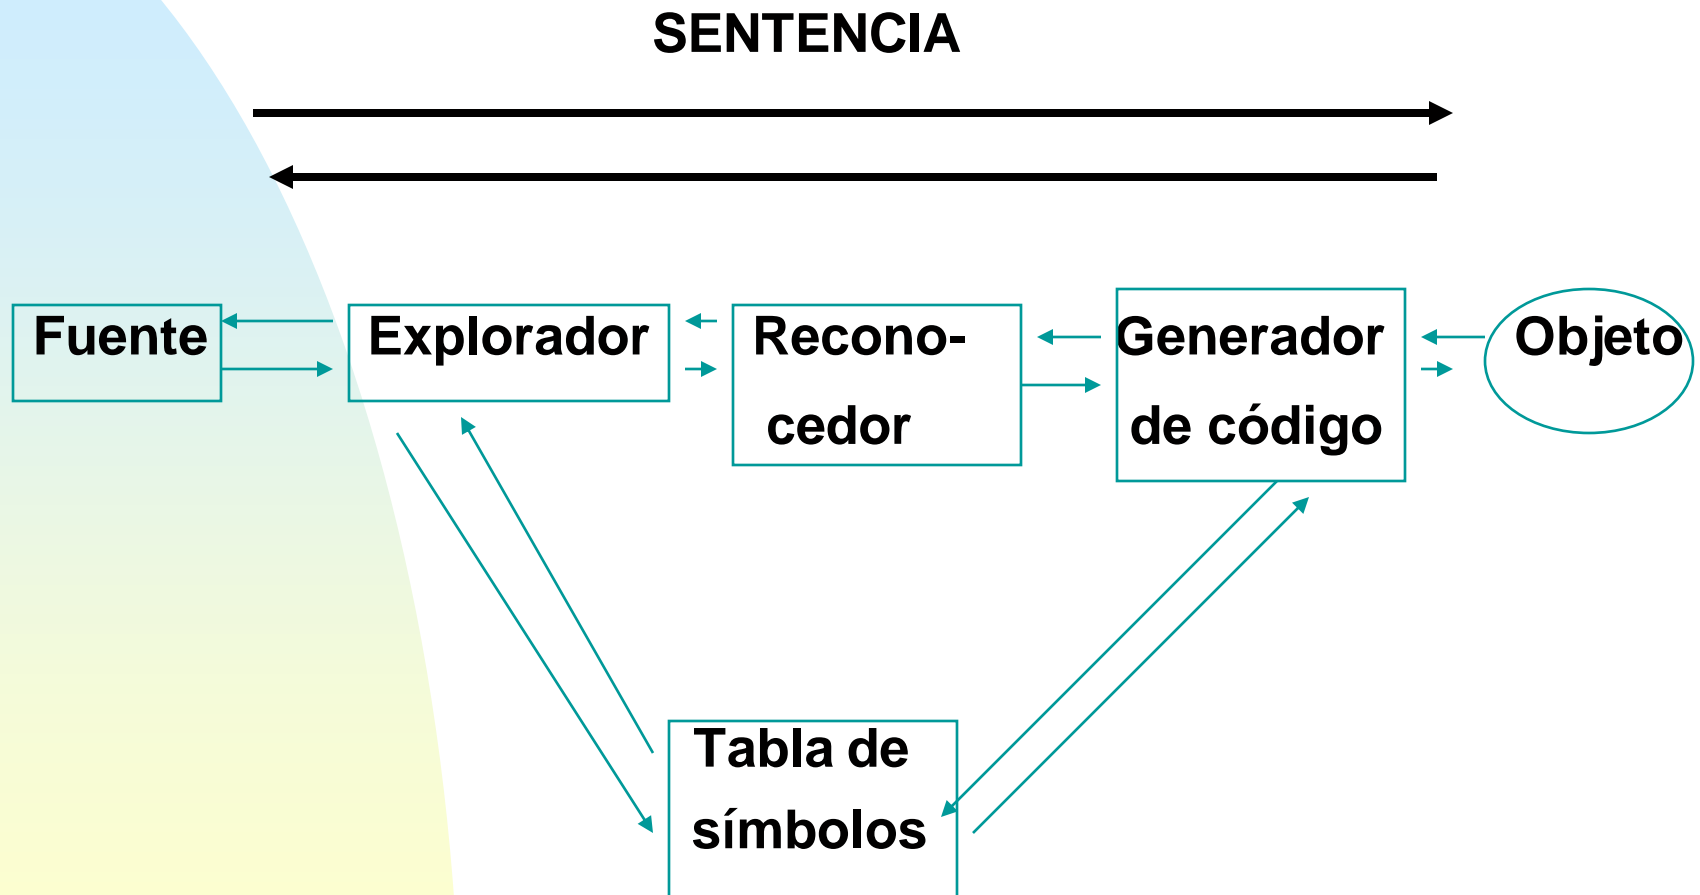 SENTENCIA
Fuente
Explorador
Recono-
cedor
Generador
de código
Objeto
Tabla de
símbolos